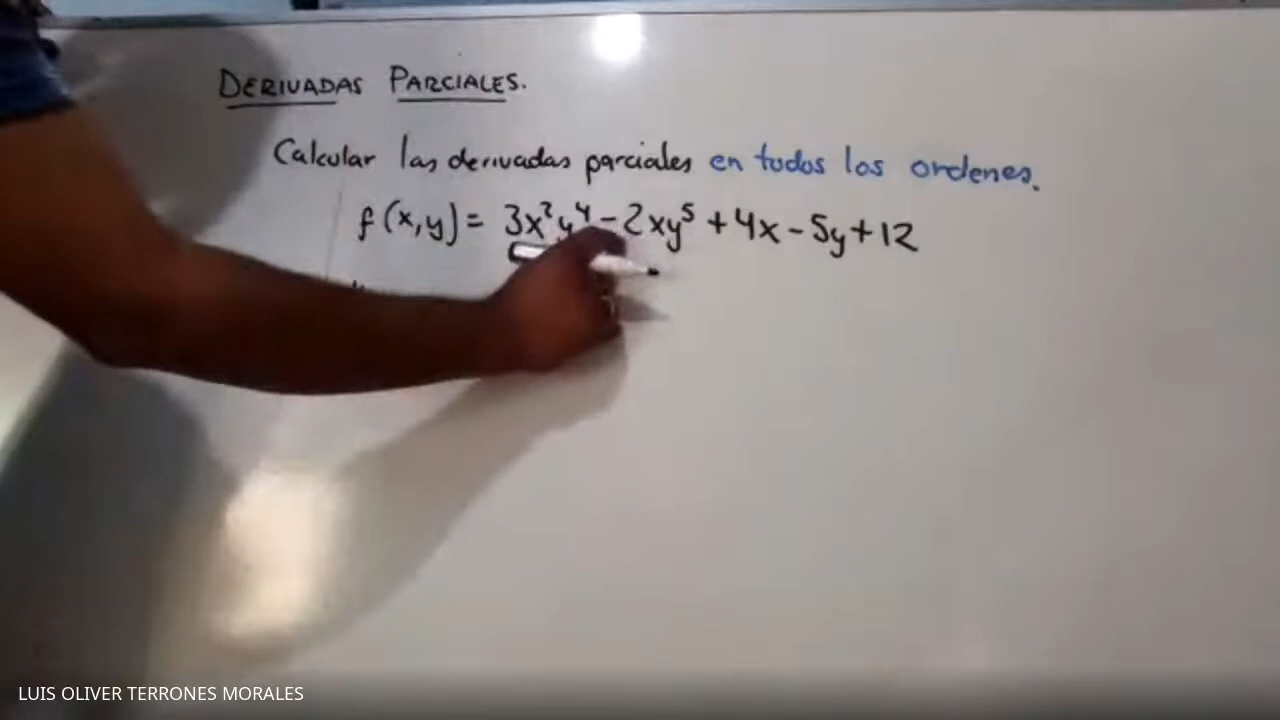 DERIVADAS PARCIALES.
Calcular las derivadas parciales en todos los ordenes.
f(x,y) = 3x²y⁴ - 2xy⁵ + 4x - 5y + 12
LUIS OLIVER TERRONES MORALES